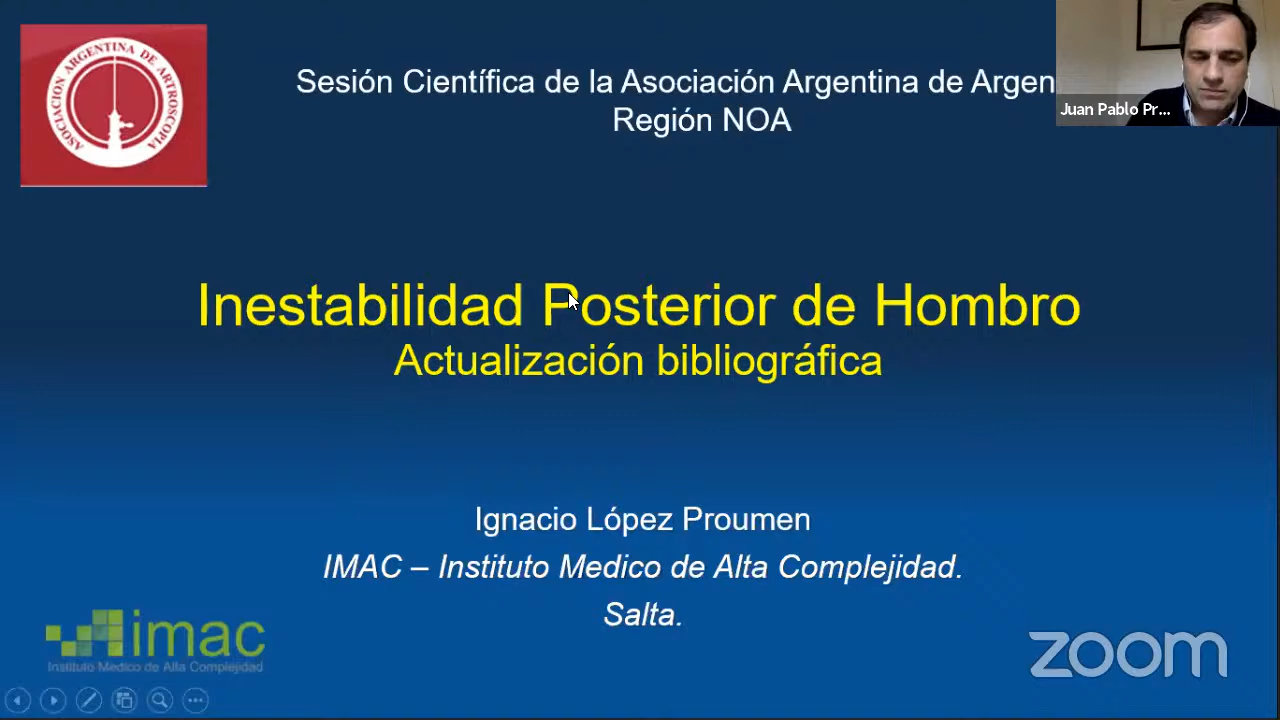 ASOCIACION ARGENTINA DE ARTROSCOPIA
Sesión Científica de la Asociación Argentina de Argen
Región NOA
Juan Pablo Pr...
Inestabilidad Posterior de Hombro
Actualización bibliográfica
Ignacio López Proumen
IMAC – Instituto Medico de Alta Complejidad.
Salta.
imac
Instituto Medico de Alta Complejidad
zoom